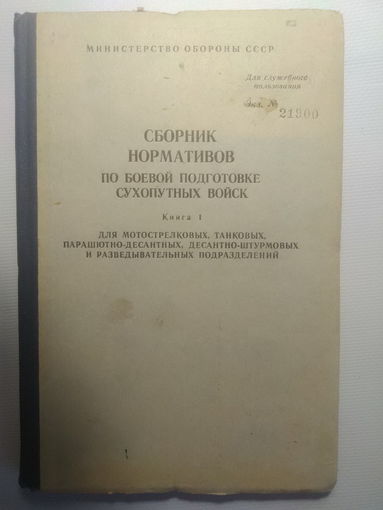 МИНИСТЕРСТВО ОБОРОНЫ СССР
Для служебного
пользования
Экз. № 21900
СБОРНИК
НОРМАТИВОВ
ПО БОЕВОЙ ПОДГОТОВКЕ
СУХОПУТНЫХ ВОЙСК
Книга 1
ДЛЯ МОТОСТРЕЛКОВЫХ, ТАНКОВЫХ,
ПАРАШЮТНО-ДЕСАНТНЫХ, ДЕСАНТНО-ШТУРМОВЫХ
И РАЗВЕДЫВАТЕЛЬНЫХ ПОДРАЗДЕЛЕНИЙ